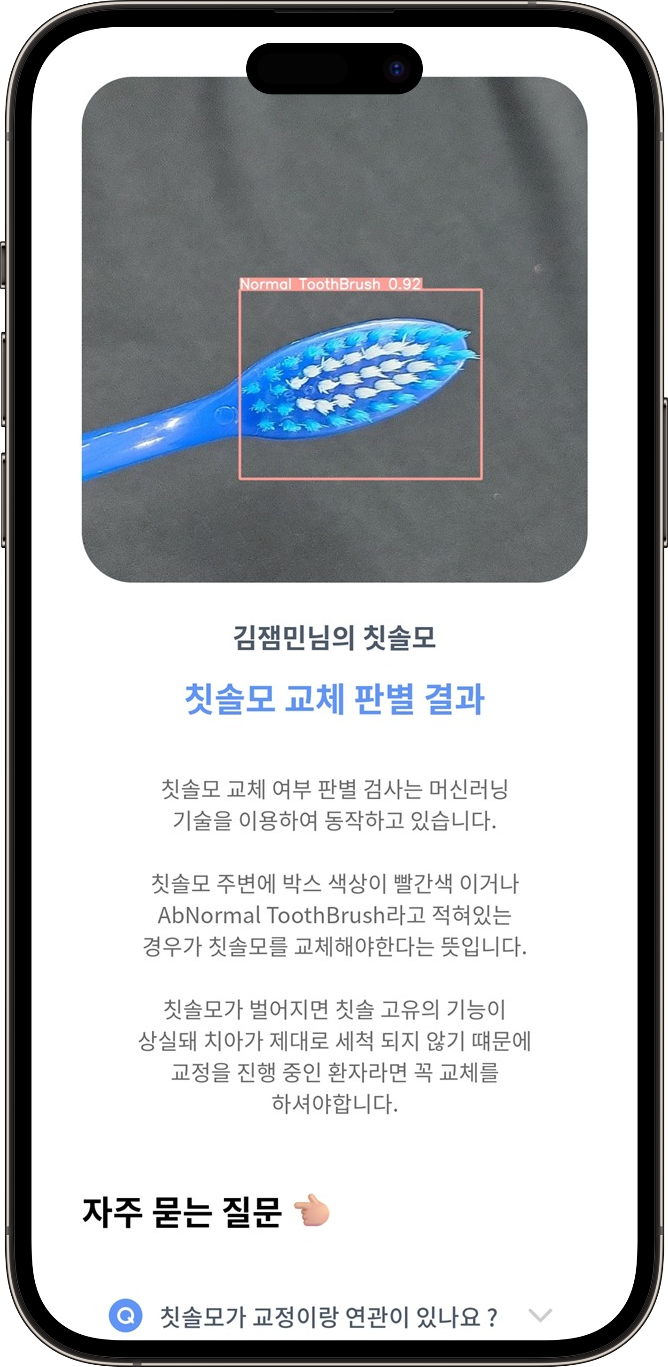 Normal ToothBrush 0.92
김잼민님의 칫솔모
칫솔모 교체 판별 결과
칫솔모 교체 여부 판별 검사는 머신러닝
기술을 이용하여 동작하고 있습니다.
칫솔모 주변에 박스 색상이 빨간색 이거나
AbNormal ToothBrush라고 적혀있는
경우가 칫솔모를 교체해야한다는 뜻입니다.
칫솔모가 벌어지면 칫솔 고유의 기능이
상실돼 치아가 제대로 세척 되지 않기 떄문에
교정을 진행 중인 환자라면 꼭 교체를
하셔야합니다.
자주 묻는 질문 👈🏼
Q 칫솔모가 교정이랑 연관이 있나요 ?